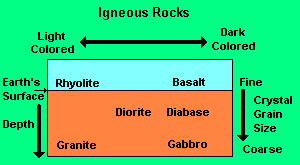 Igneous Rocks
Light
Colored
Dark
Colored
Earth's
Surface
Rhyolite
Basalt
Fine
Depth
Diorite
Diabase
Crystal
Grain
Size
Granite
Gabbro
Coarse